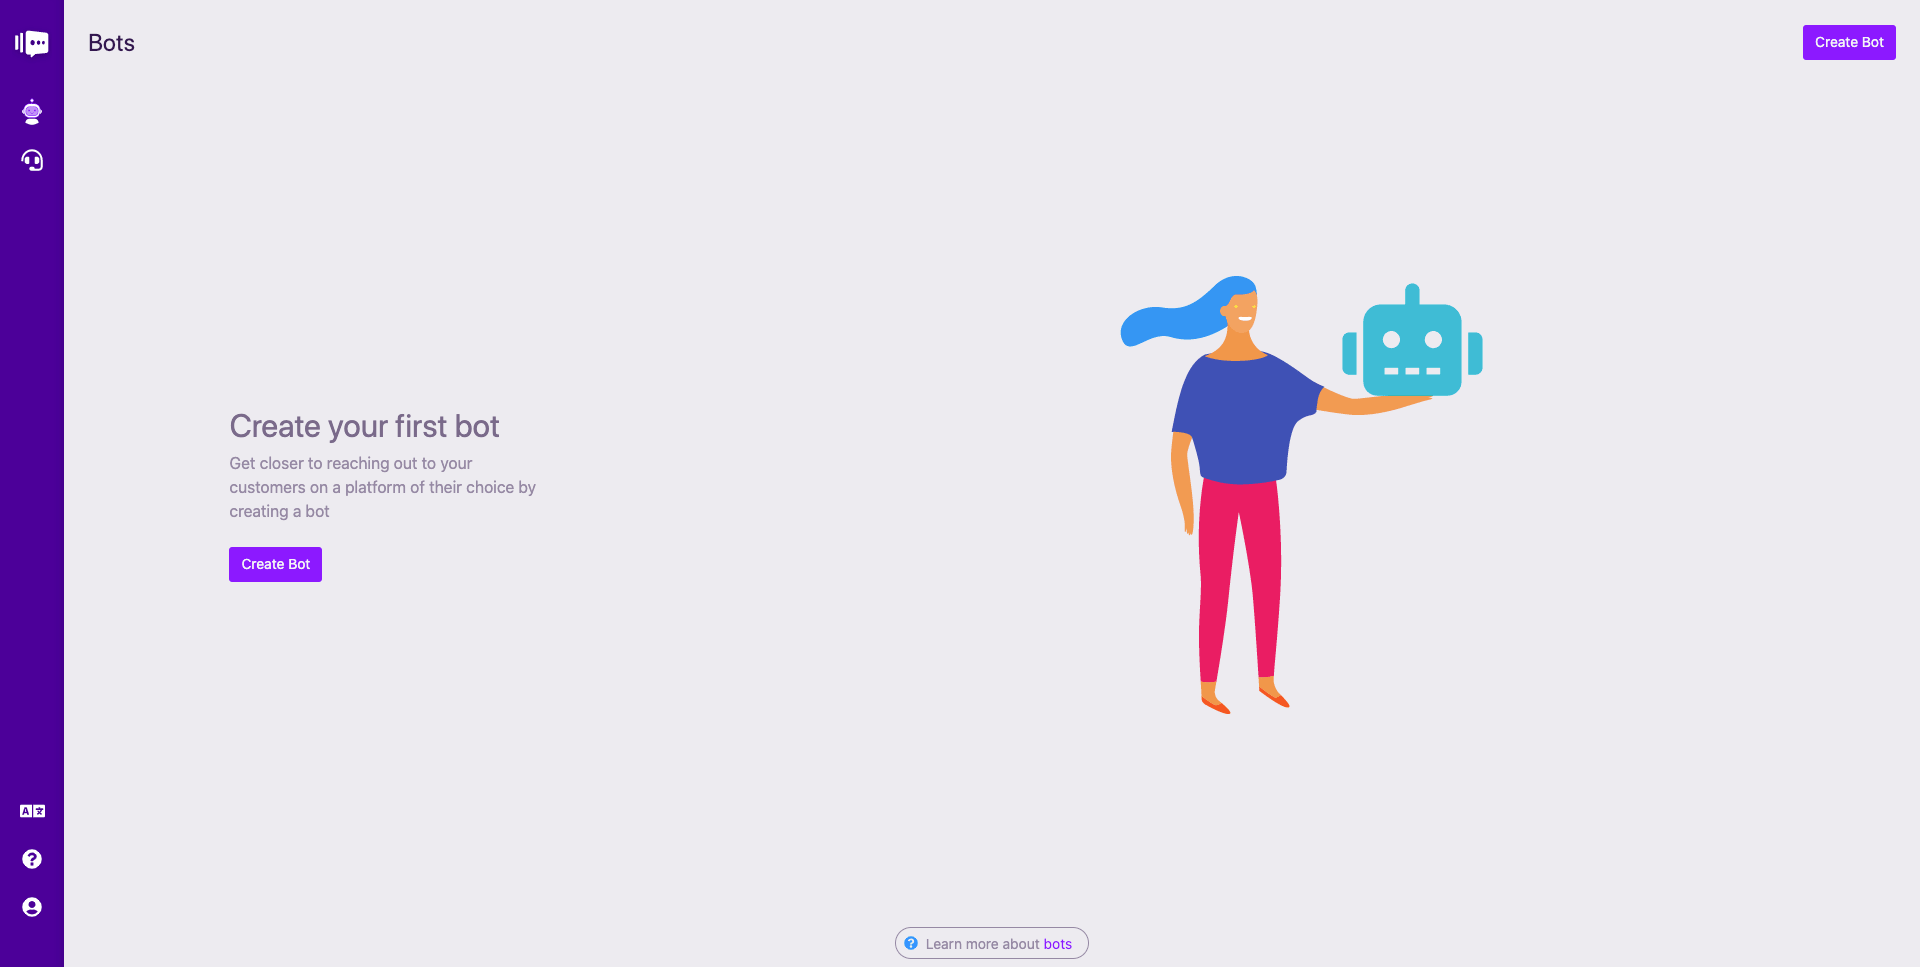 Bots
Create Bot
Create your first bot
Get closer to reaching out to your
customers on a platform of their choice by
creating a bot
Create Bot
A
Learn more about bots